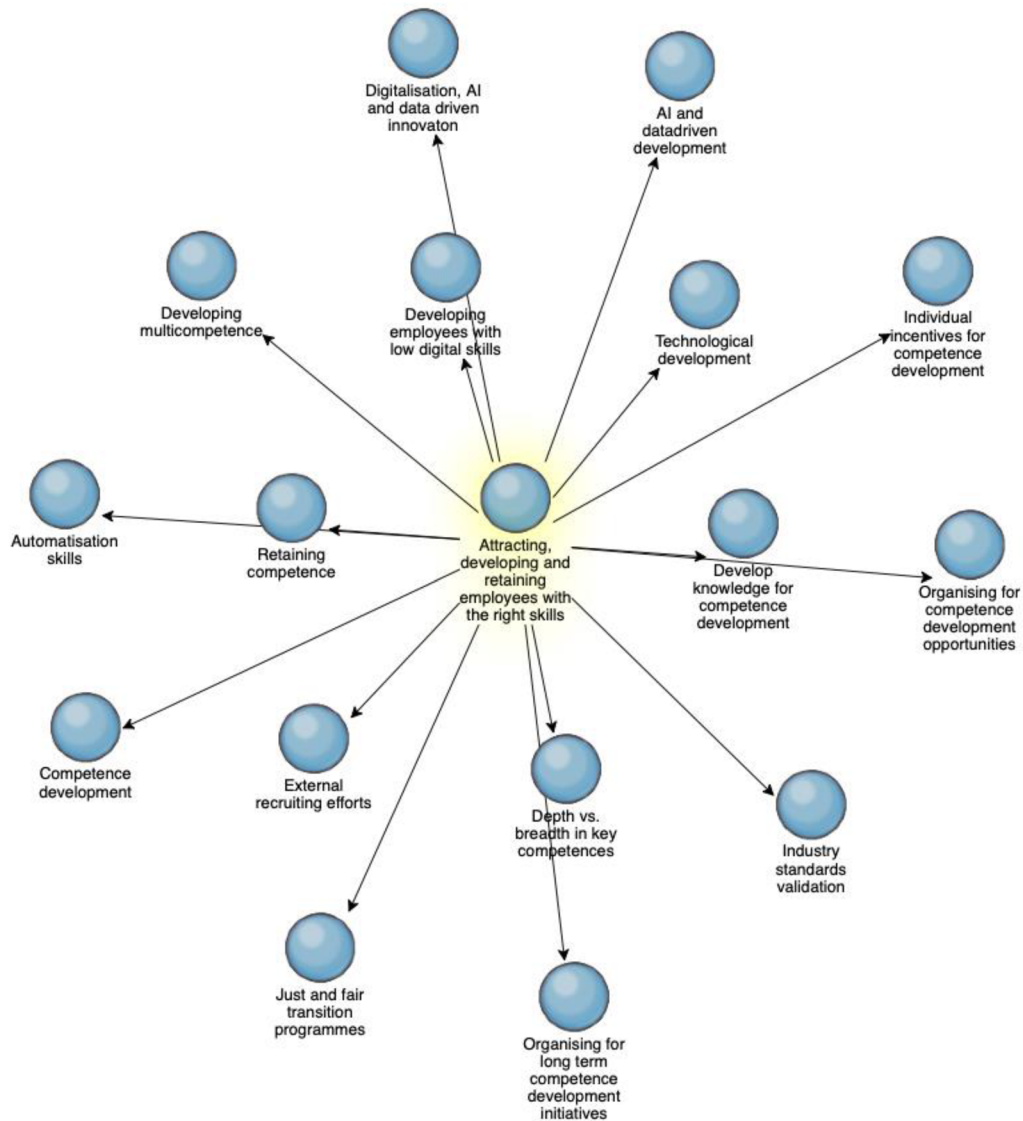 Digitalisation, AI
and data driven
innovaton
AI and
datadriven
development
Developing
multicompetence
Developing
employees with
low digital skills
Technological
development
Individual
incentives for
competence
development
Automatisation
skills
Retaining
competence
Attracting,
developing and
retaining
employees with
the right skills
Develop
knowledge for
competence
development
Organising for
competence
development
opportunities
Competence
development
External
recruiting efforts
Depth vs.
breadth in key
competences
Industry
standards
validation
Just and fair
transition
programmes
Organising for
long term
competence
development
initiatives